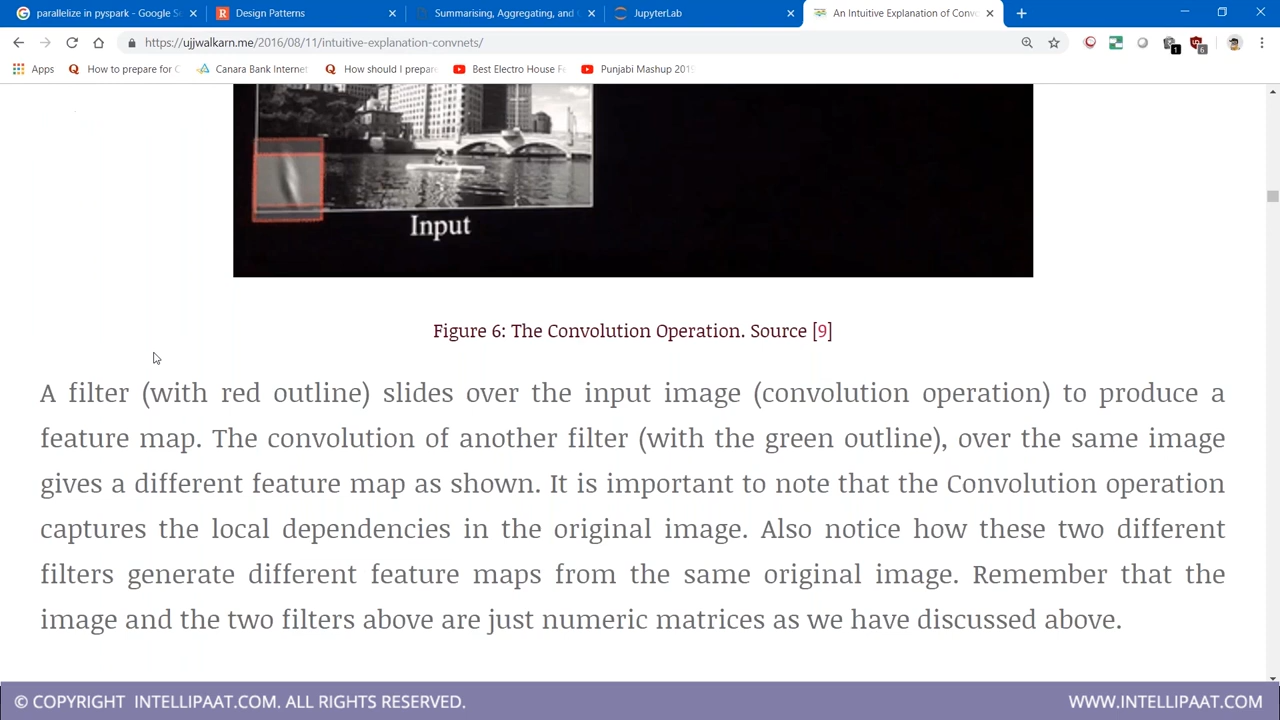 parallelize in pyspark - Google Se
Design Patterns
Summarising, Aggregating, and
JupyterLab
An Intuitive Explanation of Convo
https://ujjwalkarn.me/2016/08/11/intuitive-explanation-convnets/
1
6
Apps
How to prepare for C
Canara Bank Internet
How should I prepare
Best Electro House Fe
Punjabi Mashup 2019
Input
Figure 6: The Convolution Operation. Source [9]
A filter (with red outline) slides over the input image (convolution operation) to produce a
feature map. The convolution of another filter (with the green outline), over the same image
gives a different feature map as shown. It is important to note that the Convolution operation
captures the local dependencies in the original image. Also notice how these two different
filters generate different feature maps from the same original image. Remember that the
image and the two filters above are just numeric matrices as we have discussed above.
© COPYRIGHT INTELLIPAAT.COM. ALL RIGHTS RESERVED.
WWW.INTELLIPAAT.COM